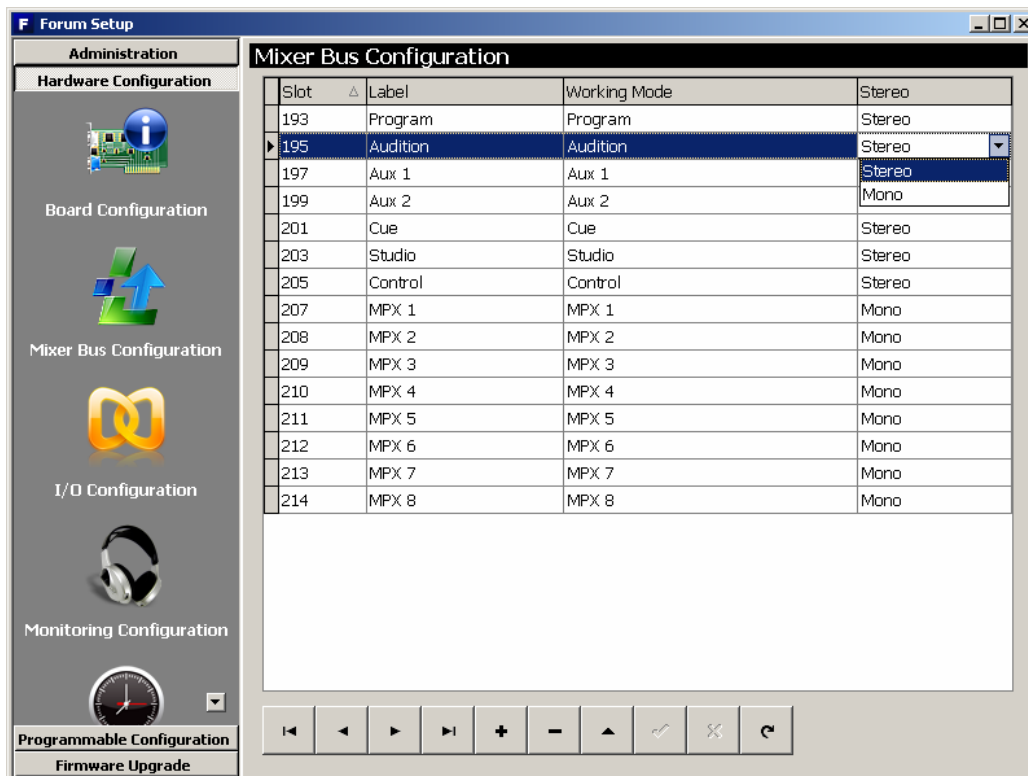 F Forum Setup
Administration
Hardware Configuration
Board Configuration
Mixer Bus Configuration
I/O Configuration
Monitoring Configuration
Programmable Configuration
Firmware Upgrade
Mixer Bus Configuration
Slot Label Working Mode Stereo
193 Program Program Stereo
195 Audition Audition Stereo
197 Aux 1 Aux 1 Stereo
199 Aux 2 Aux 2 Mono
201 Cue Cue Stereo
203 Studio Studio Stereo
205 Control Control Stereo
207 MPX 1 MPX 1 Mono
208 MPX 2 MPX 2 Mono
209 MPX 3 MPX 3 Mono
210 MPX 4 MPX 4 Mono
211 MPX 5 MPX 5 Mono
212 MPX 6 MPX 6 Mono
213 MPX 7 MPX 7 Mono
214 MPX 8 MPX 8 Mono